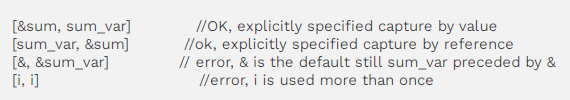 [&sum, sum_var] //OK, explicitly specified capture by value
[sum_var, &sum] //ok, explicitly specified capture by reference
[&, &sum_var] // error, & is the default still sum_var preceded by &
[i, i] //error, i is used more than once